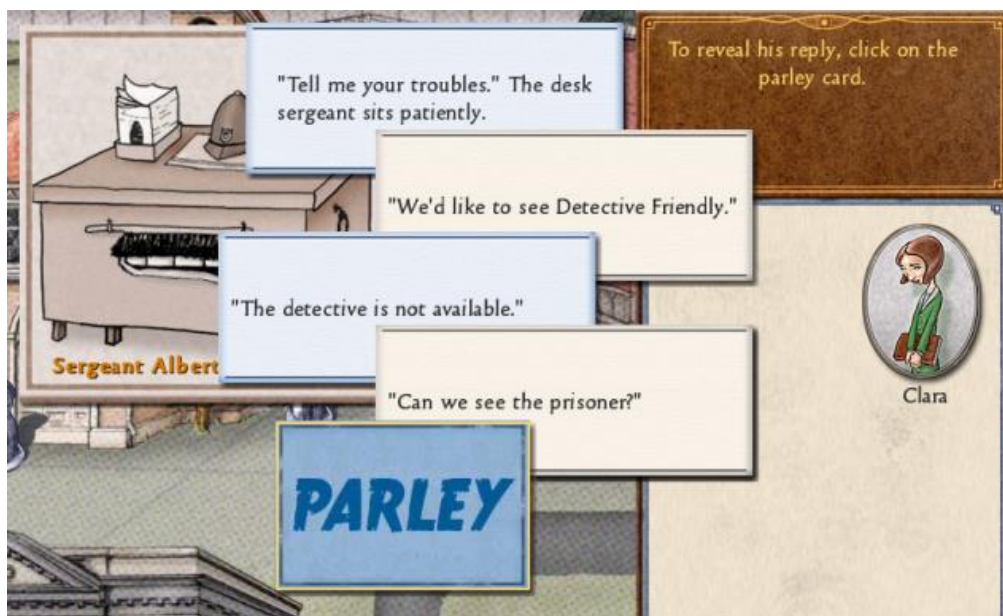 "Tell me your troubles." The desk
sergeant sits patiently.
"We'd like to see Detective Friendly."
"The detective is not available."
"Can we see the prisoner?"
PARLEY
Sergeant Albert
To reveal his reply, click on the
parley card.
Clara